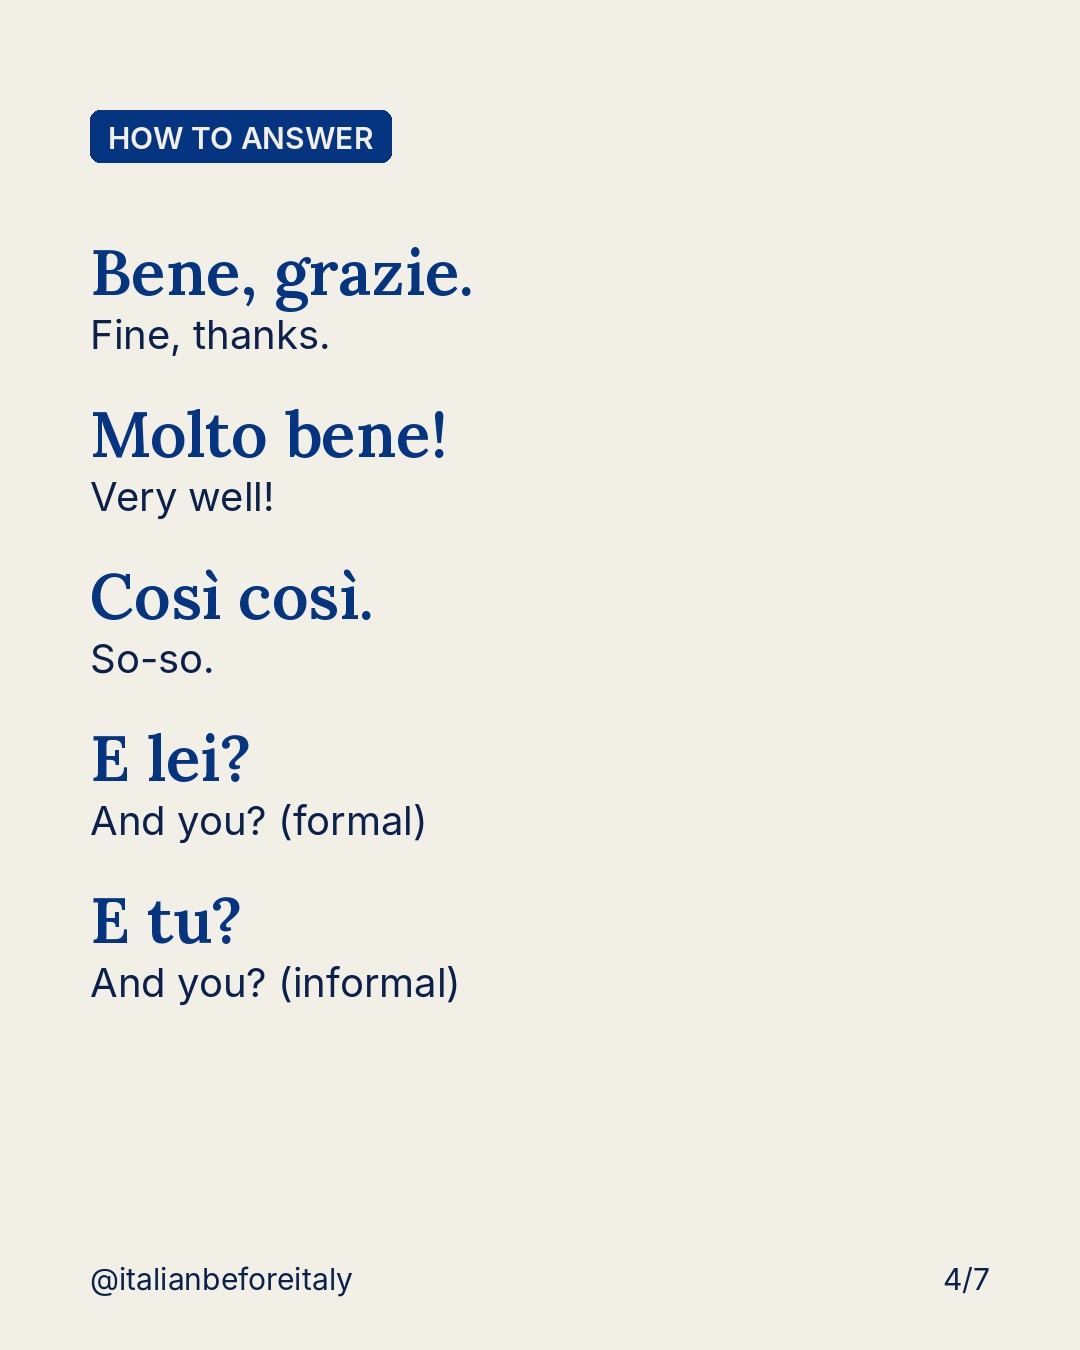 HOW TO ANSWER
Bene, grazie.
Fine, thanks.
Molto bene!
Very well!
Così così.
So-so.
E lei?
And you? (formal)
E tu?
And you? (informal)
@italianbeforeitaly
4/7